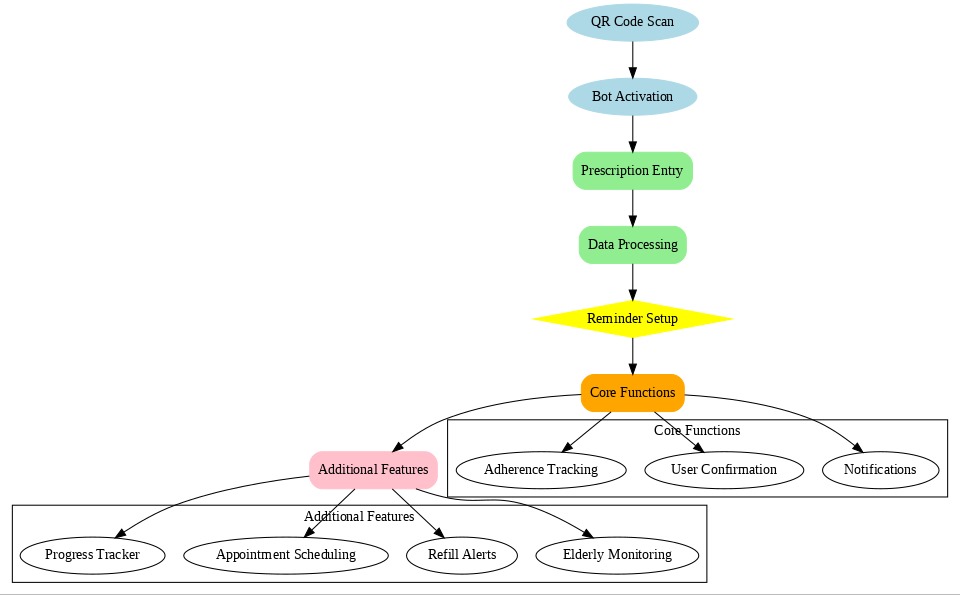 QR Code Scan
Bot Activation
Prescription Entry
Data Processing
Reminder Setup
Core Functions
Core Functions
Adherence Tracking
User Confirmation
Notifications
Additional Features
Additional Features
Progress Tracker
Appointment Scheduling
Refill Alerts
Elderly Monitoring